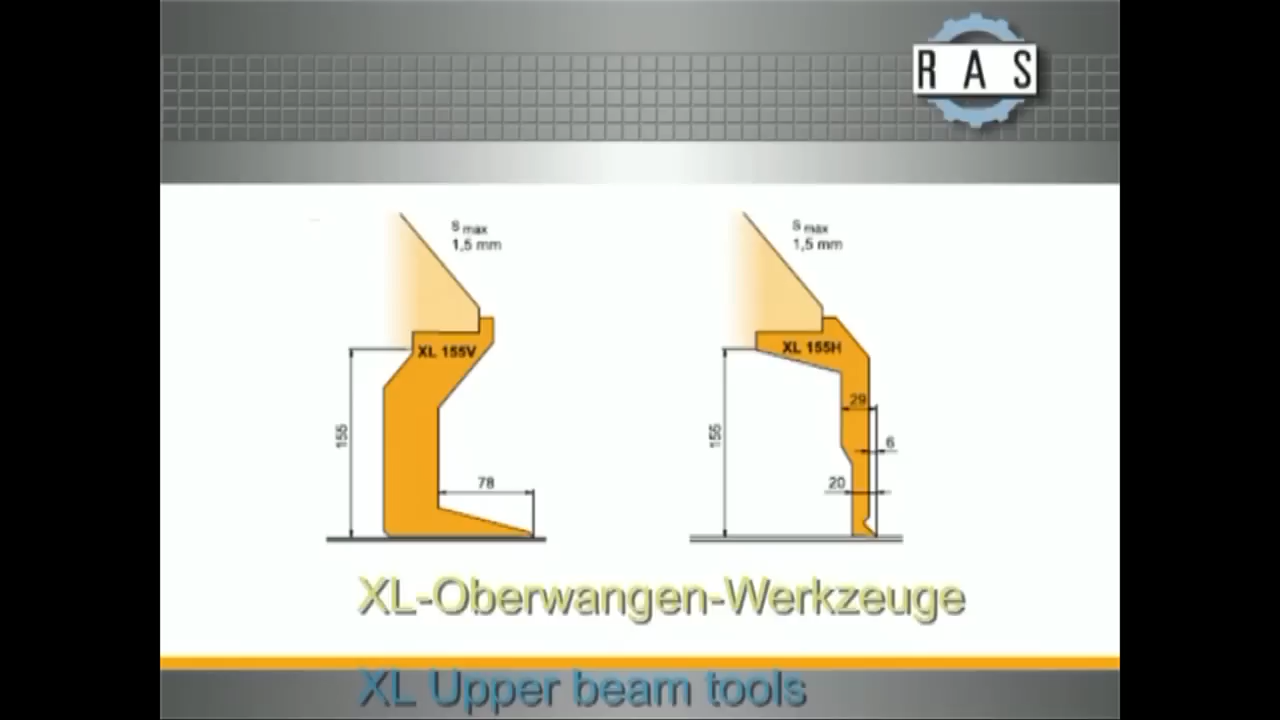 R A S
s max
1,5 mm
s max
1,5 mm
XL 155V
XL 155H
155
78
155
29
6
20
XL-Oberwangen-Werkzeuge
XL Upper beam tools